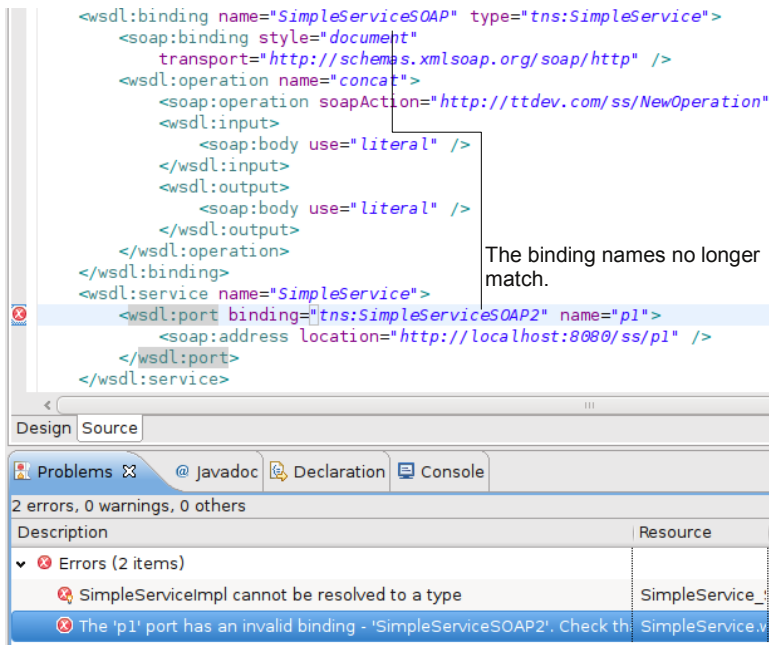 <wsdl:binding name="SimpleServiceSOAP" type="tns:SimpleService">
<soap:binding style="document"
transport="http://schemas.xmlsoap.org/soap/http" />
<wsdl:operation name="concat">
<soap:operation soapAction="http://ttdev.com/ss/NewOperation"
<wsdl:input>
<soap:body use="literal" />
</wsdl:input>
<wsdl:output>
<soap:body use="literal" />
</wsdl:output>
</wsdl:operation>
The binding names no longer
match.
</wsdl:binding>
<wsdl:service name="SimpleService">
<wsdl:port binding="tns:SimpleServiceSOAP2" name="p1">
<soap:address location="http://localhost:8080/ss/p1" />
</wsdl:port>
</wsdl:service>
Design Source
Problems @ Javadoc Declaration Console
2 errors, 0 warnings, 0 others
Description Resource
Errors (2 items)
SimpleServiceImpl cannot be resolved to a type SimpleService_
The 'p1' port has an invalid binding - 'SimpleServiceSOAP2'. Check th SimpleService.